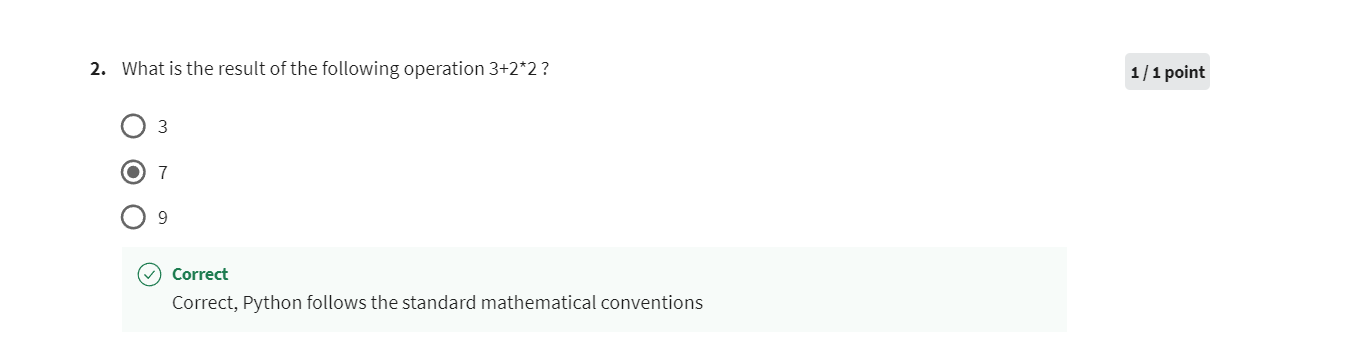 2. What is the result of the following operation 3+2*2 ?
1 / 1 point
3
7
9
Correct
Correct, Python follows the standard mathematical conventions